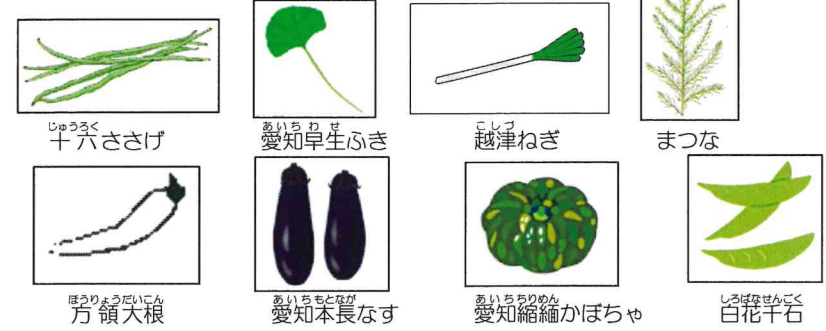 じゅうろく
十六ささげ
あいちわせ
愛知早生ふき
こしづ
越津ねぎ
まつな
ほうりょうだいこん
方領大根
あいちもとなが
愛知本長なす
あいちちりめん
愛知縮緬かぼちゃ
しろばなせんごく
白花千石